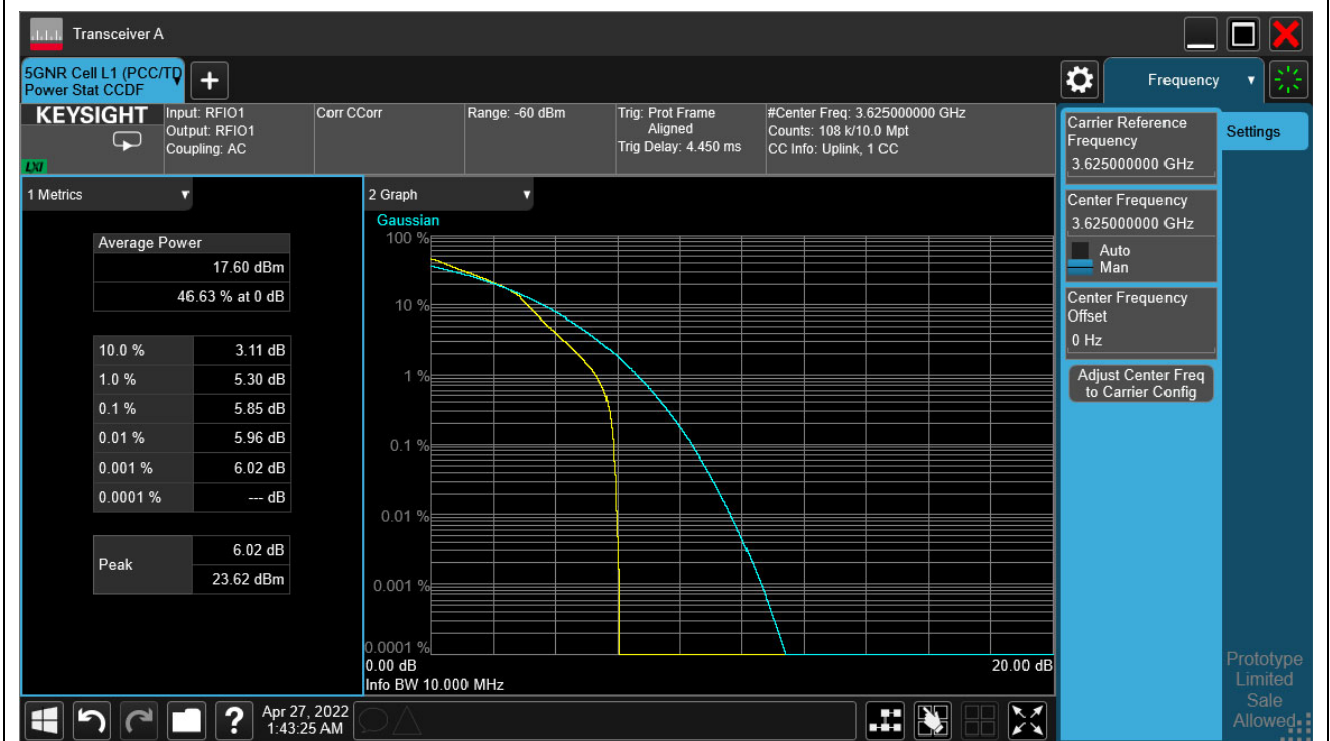 Transceiver A
5GNR Cell L1 (PCC/TD
Power Stat CCDF
Frequency
KEYSIGHT
LXI
Input: RFIO1
Output: RFIO1
Coupling: AC
Corr CCorr
Range: -60 dBm
Trig: Prot Frame
Aligned
Trig Delay: 4.450 ms
#Center Freq: 3.625000000 GHz
Counts: 108 k/10.0 Mpt
CC Info: Uplink, 1 CC
Carrier Reference
Frequency
3.625000000 GHz
Settings
Center Frequency
3.625000000 GHz
Auto
Man
Center Frequency
Offset
0 Hz
Adjust Center Freq
to Carrier Config
1 Metrics
Average Power
17.60 dBm
46.63 % at 0 dB
10.0 % 3.11 dB
1.0 % 5.30 dB
0.1 % 5.85 dB
0.01 % 5.96 dB
0.001 % 6.02 dB
0.0001 % --- dB
Peak
6.02 dB
23.62 dBm
2 Graph
Gaussian
100 %
10 %
1 %
0.1 %
0.01 %
0.001 %
0.0001 %
0.00 dB 20.00 dB
Info BW 10.000 MHz
Prototype
Limited
Sale
Allowed
? Apr 27, 2022
1:43:25 AM